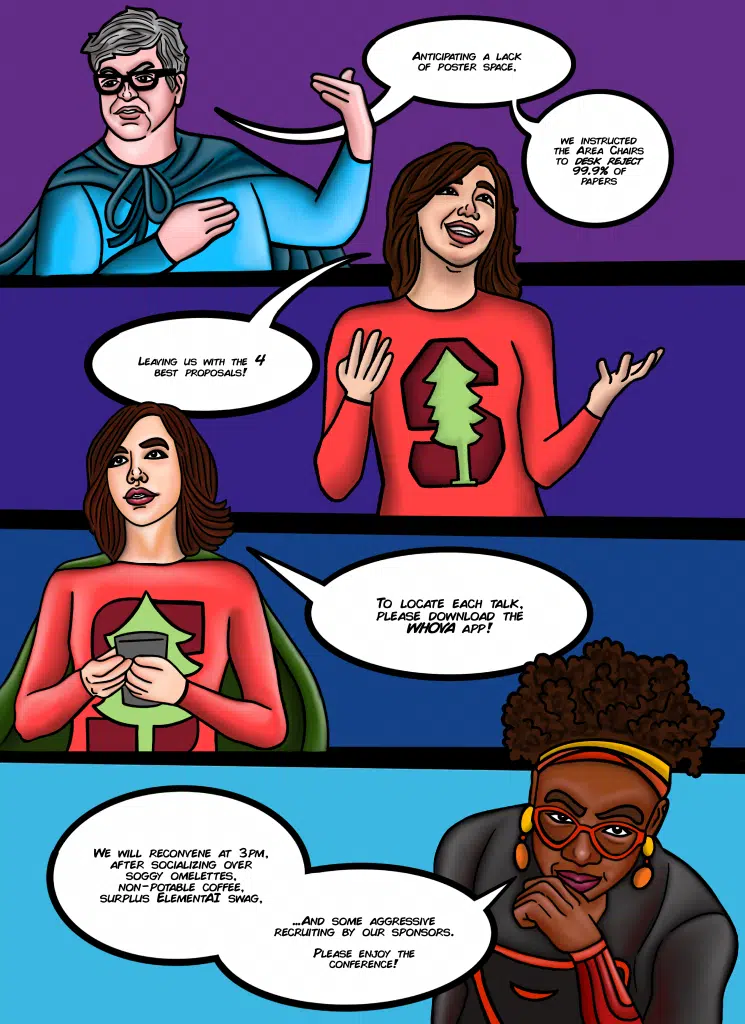 Anticipating a lack
of poster space,
we instructed
the Area Chairs
to desk reject
99.9% of
papers
Leaving us with the 4
best proposals!
S
To locate each talk,
please download the
WHOVA app!
S
We will reconvene at 3pm,
after socializing over
soggy omelettes,
non-potable coffee,
surplus ElementAI swag,
...And some aggressive
recruiting by our sponsors.
Please enjoy the
conference!